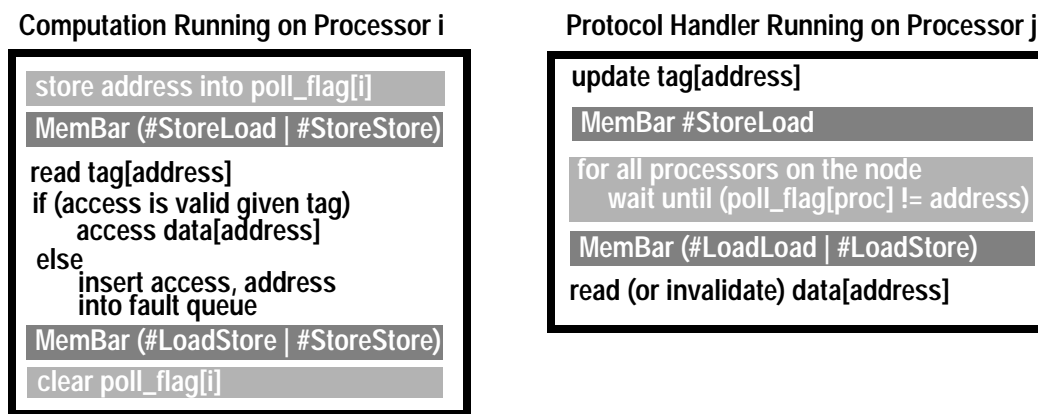 Computation Running on Processor i
store address into poll_flag[i]
MemBar (#StoreLoad | #StoreStore)
read tag[address]
if (access is valid given tag)
access data[address]
else
insert access, address
into fault queue
MemBar (#LoadStore | #StoreStore)
clear poll_flag[i]
Protocol Handler Running on Processor j
update tag[address]
MemBar #StoreLoad
for all processors on the node
wait until (poll_flag[proc] != address)
MemBar (#LoadLoad | #LoadStore)
read (or invalidate) data[address]